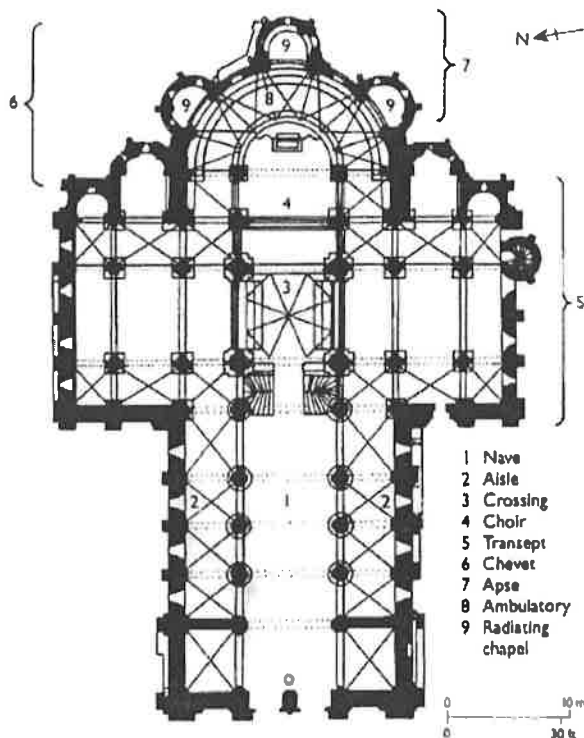 N
9
7
6
9
8
9
4
3
5
2
1
2
1 Nave
2 Aisle
3 Crossing
4 Choir
5 Transept
6 Chevet
7 Apse
8 Ambulatory
9 Radiating
chapel
0 10 m
0 30 ft